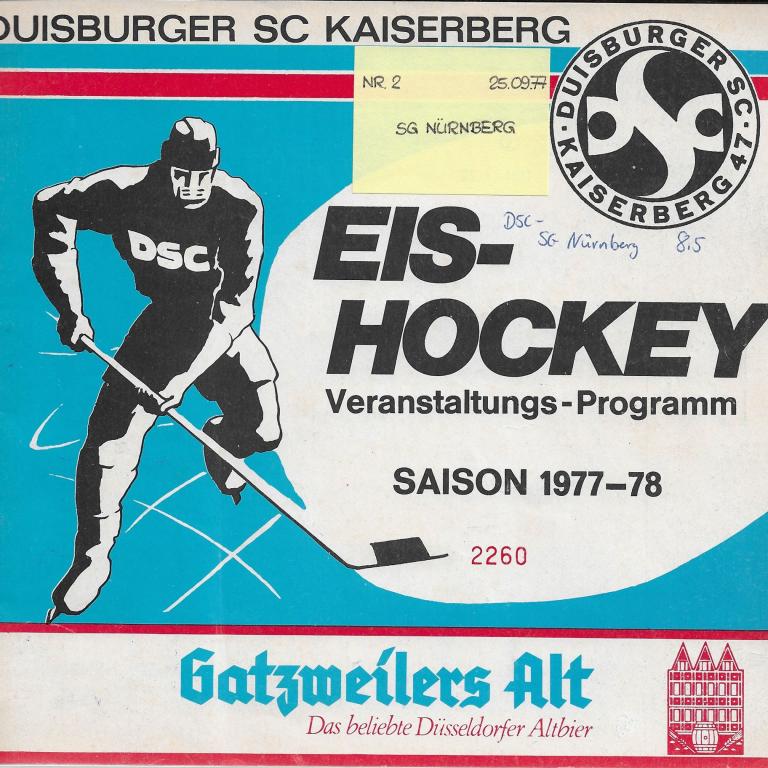 DUISBURGER SC KAISERBERG
NR. 2 25.09.77
SG NÜRNBERG
· DUISBURGER SC · KAISERBERG 47
DSC
EIS-
DSC-
SG Nürnberg 8:5
HOCKEY
Veranstaltungs-Programm
SAISON 1977–78
2260
Gatzweilers Alt
Das beliebte Düsseldorfer Altbier